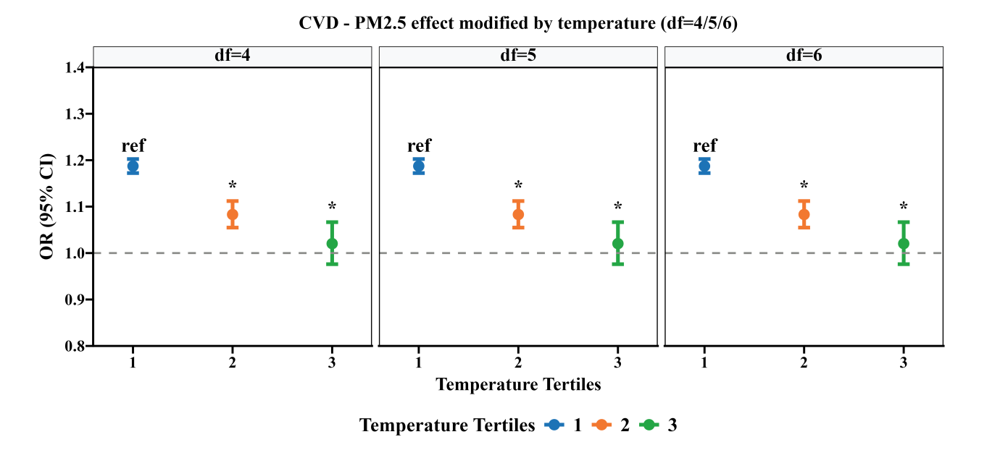 CVD - PM2.5 effect modified by temperature (df=4/5/6)
df=4 df=5 df=6
1.4
1.3
1.2
1.1
1.0
0.9
0.8
OR (95% CI)
ref * *
ref * *
ref * *
1 2 3 1 2 3 1 2 3
Temperature Tertiles
Temperature Tertiles 1 2 3